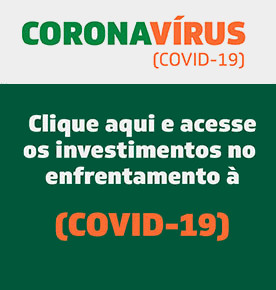 CORONAVÍRUS
(COVID-19)
Clique aqui e acesse
os investimentos no
enfrentamento à
(COVID-19)